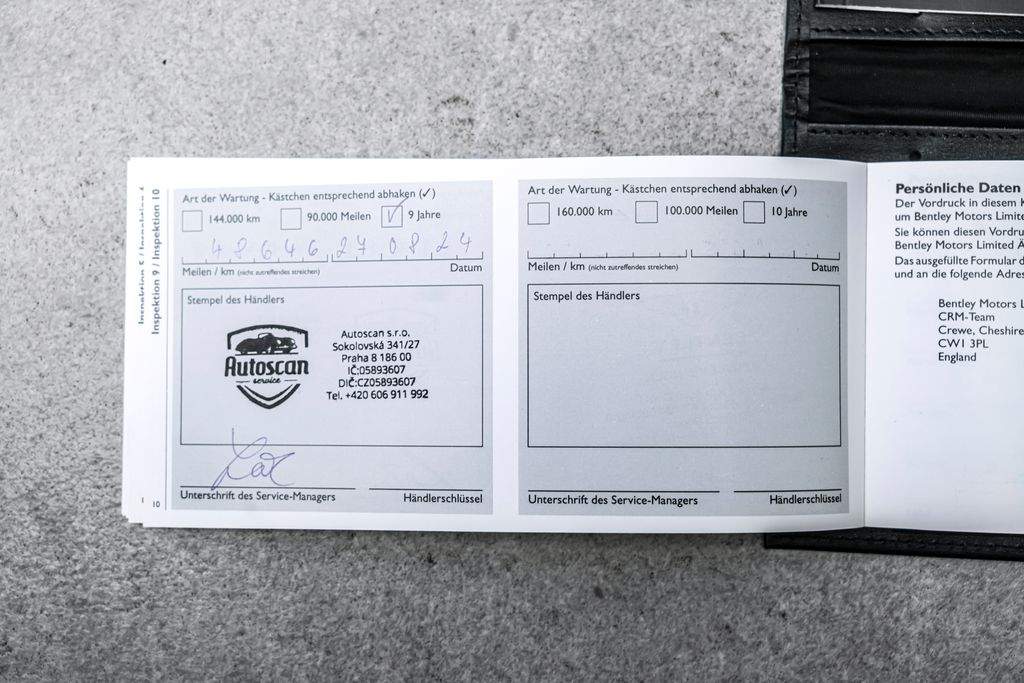 Inspektion 9 / Inspektion 10
Art der Wartung - Kästchen entsprechend abhaken (✓)
144.000 km 90.000 Meilen ✓ 9 Jahre
48646 27 08 24
Meilen / km (nicht zutreffendes streichen) Datum
Stempel des Händlers
Autoscan
service
Autoscan s.r.o.
Sokolovská 341/27
Praha 8 186 00
IČ:05893607
DIČ:CZ05893607
Tel. +420 606 911 992
Unterschrift des Service-Managers Händlerschlüssel
10
Art der Wartung - Kästchen entsprechend abhaken (✓)
160.000 km 100.000 Meilen 10 Jahre
Meilen / km (nicht zutreffendes streichen) Datum
Stempel des Händlers
Unterschrift des Service-Managers Händlerschlüssel
Persönliche Daten
Der Vordruck in diesem
um Bentley Motors
Sie können diesen
Bentley Motors Limited
Das ausgefüllte Formular
und an die folgende
Bentley Motors
CRM-Team
Crewe, Cheshire
CW1 3PL
England